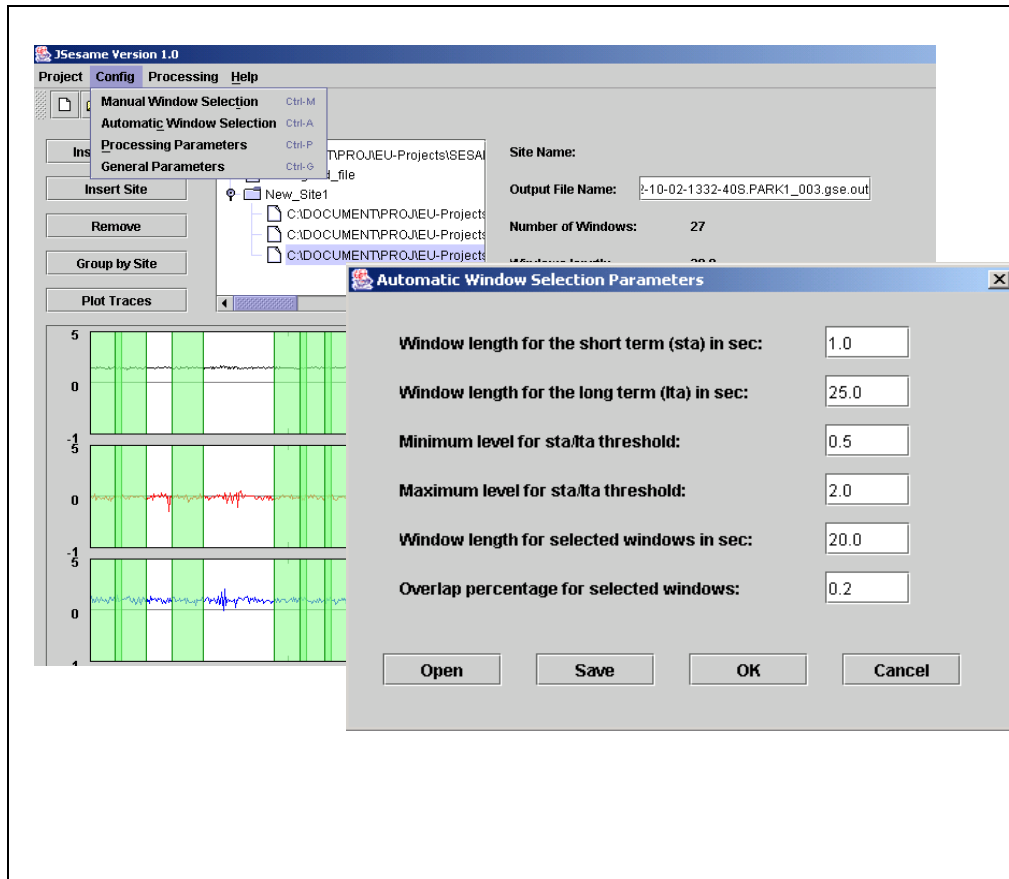 JSesame Version 1.0
Project Config Processing Help
Manual Window Selection Ctrl-M
Automatic Window Selection Ctrl-A
Processing Parameters Ctrl-P
General Parameters Ctrl-G
Ins
Insert Site
Remove
Group by Site
Plot Traces
T\PROJ\EU-Projects\SESA
_file
New_Site1
C:\DOCUMENT\PROJ\EU-Projects
C:\DOCUMENT\PROJ\EU-Projects
C:\DOCUMENT\PROJ\EU-Projects
Site Name:
Output File Name: 2-10-02-1332-40S.PARK1_003.gse.out
Number of Windows: 27
5
0
-1
5
0
-1
5
0
Automatic Window Selection Parameters
Window length for the short term (sta) in sec: 1.0
Window length for the long term (lta) in sec: 25.0
Minimum level for sta/lta threshold: 0.5
Maximum level for sta/lta threshold: 2.0
Window length for selected windows in sec: 20.0
Overlap percentage for selected windows: 0.2
Open Save OK Cancel